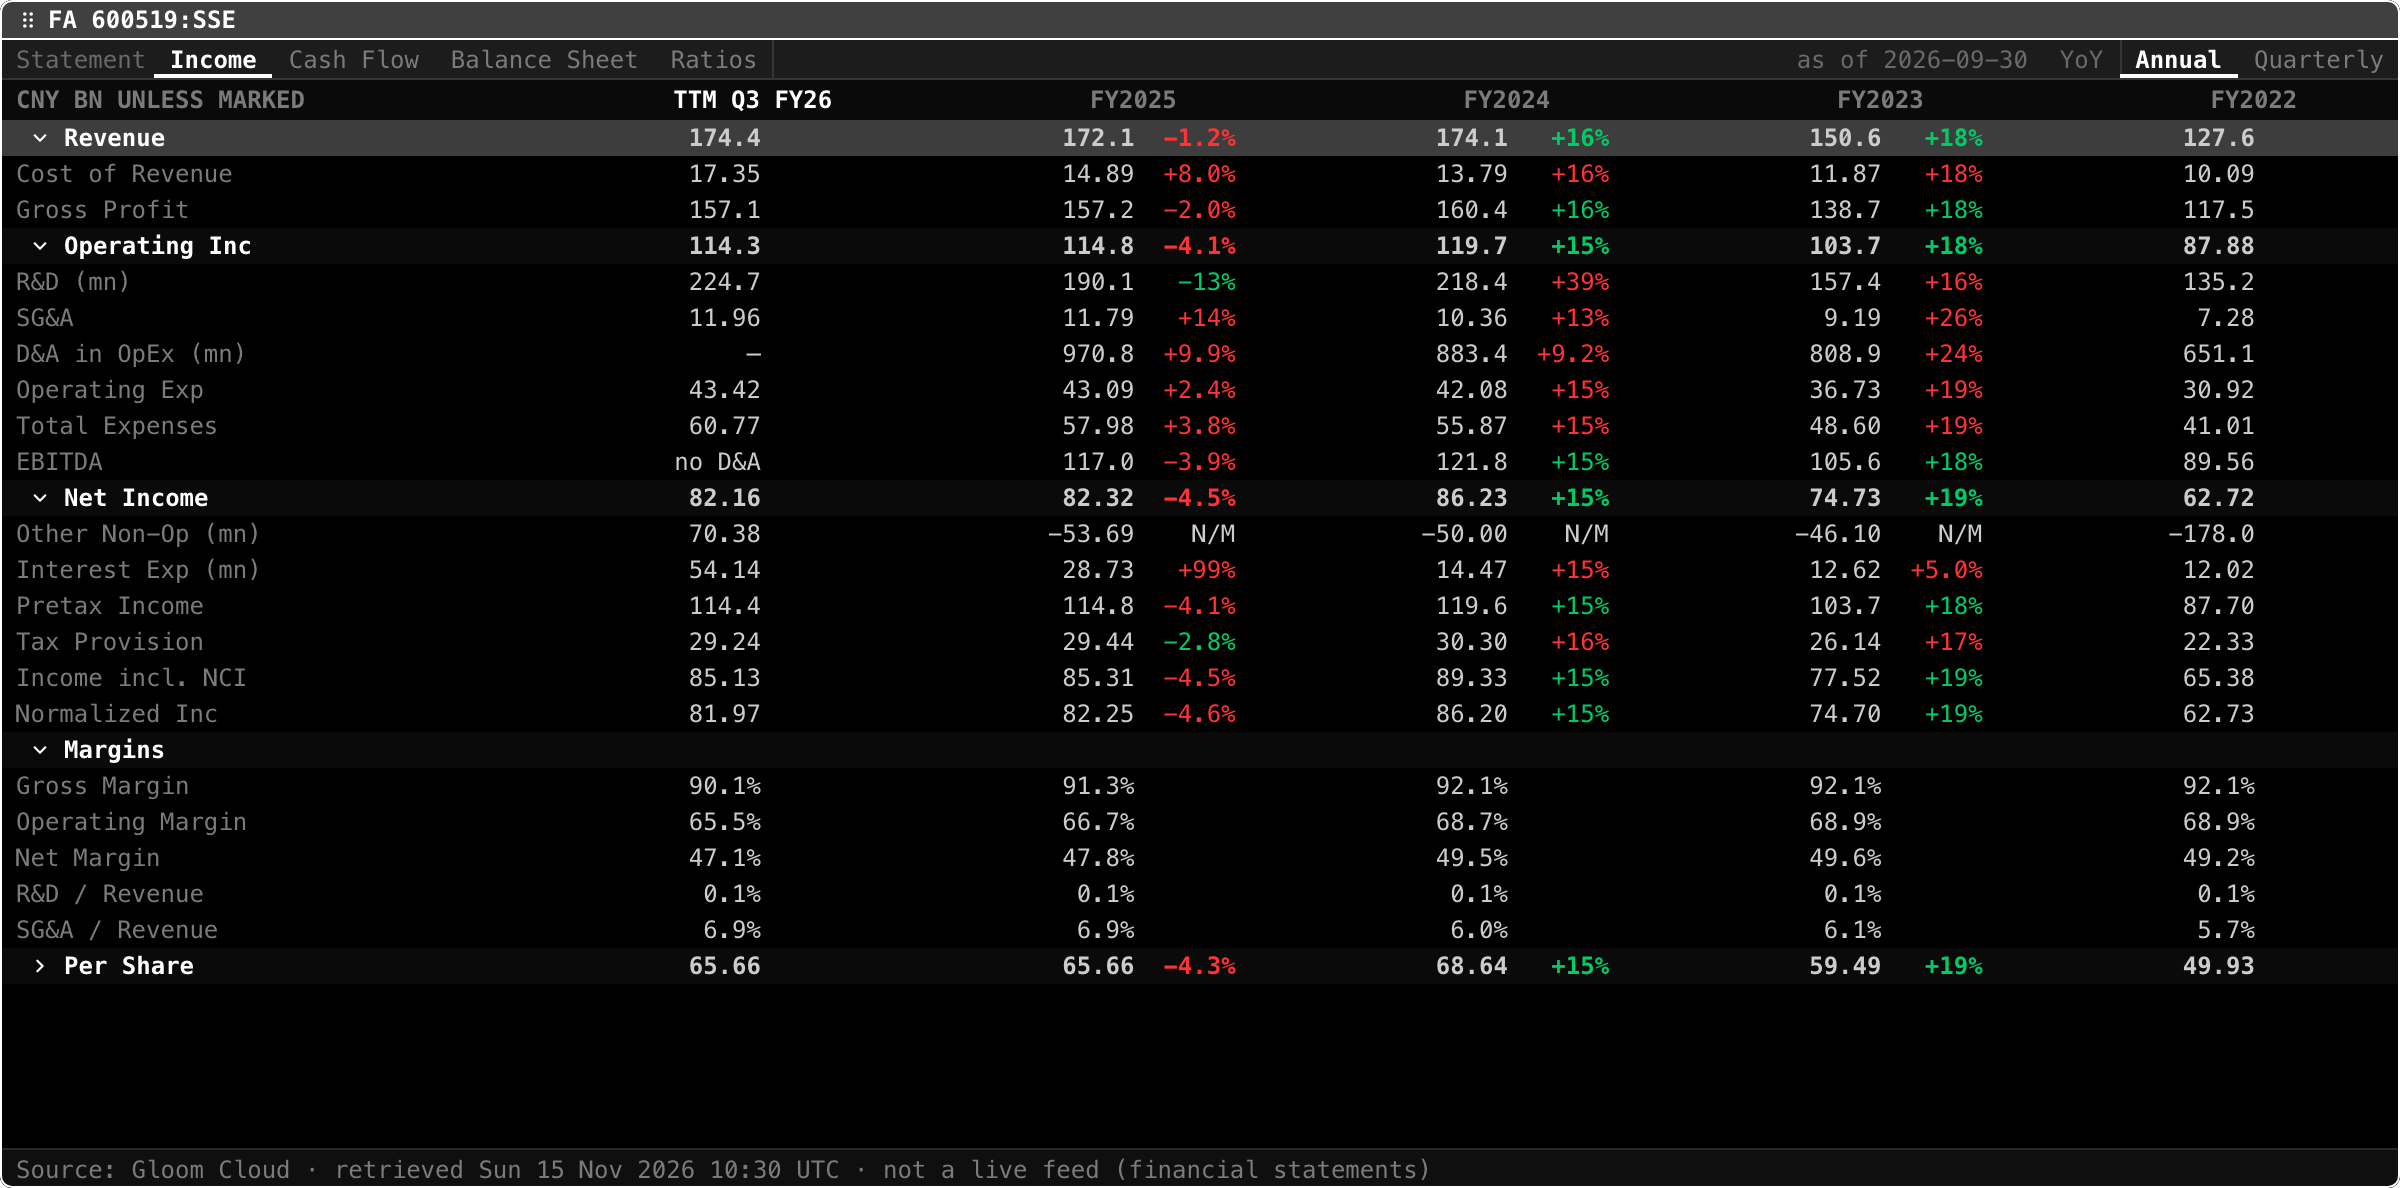 FA 600519:SSE
Statement Income Cash Flow Balance Sheet Ratios as of 2026-09-30 YoY Annual Quarterly
CNY BN UNLESS MARKED TTM Q3 FY26 FY2025 FY2024 FY2023 FY2022
Revenue 174.4 172.1 −1.2% 174.1 +16% 150.6 +18% 127.6
Cost of Revenue 17.35 14.89 +8.0% 13.79 +16% 11.87 +18% 10.09
Gross Profit 157.1 157.2 −2.0% 160.4 +16% 138.7 +18% 117.5
Operating Inc 114.3 114.8 −4.1% 119.7 +15% 103.7 +18% 87.88
R&D (mn) 224.7 190.1 −13% 218.4 +39% 157.4 +16% 135.2
SG&A 11.96 11.79 +14% 10.36 +13% 9.19 +26% 7.28
D&A in OpEx (mn) — 970.8 +9.9% 883.4 +9.2% 808.9 +24% 651.1
Operating Exp 43.42 43.09 +2.4% 42.08 +15% 36.73 +19% 30.92
Total Expenses 60.77 57.98 +3.8% 55.87 +15% 48.60 +19% 41.01
EBITDA no D&A 117.0 −3.9% 121.8 +15% 105.6 +18% 89.56
Net Income 82.16 82.32 −4.5% 86.23 +15% 74.73 +19% 62.72
Other Non-Op (mn) 70.38 −53.69 N/M −50.00 N/M −46.10 N/M −178.0
Interest Exp (mn) 54.14 28.73 +99% 14.47 +15% 12.62 +5.0% 12.02
Pretax Income 114.4 114.8 −4.1% 119.6 +15% 103.7 +18% 87.70
Tax Provision 29.24 29.44 −2.8% 30.30 +16% 26.14 +17% 22.33
Income incl. NCI 85.13 85.31 −4.5% 89.33 +15% 77.52 +19% 65.38
Normalized Inc 81.97 82.25 −4.6% 86.20 +15% 74.70 +19% 62.73
Margins
Gross Margin 90.1% 91.3% 92.1% 92.1% 92.1%
Operating Margin 65.5% 66.7% 68.7% 68.9% 68.9%
Net Margin 47.1% 47.8% 49.5% 49.6% 49.2%
R&D / Revenue 0.1% 0.1% 0.1% 0.1% 0.1%
SG&A / Revenue 6.9% 6.9% 6.0% 6.1% 5.7%
Per Share 65.66 65.66 −4.3% 68.64 +15% 59.49 +19% 49.93
Source: Gloom Cloud · retrieved Sun 15 Nov 2026 10:30 UTC · not a live feed (financial statements)